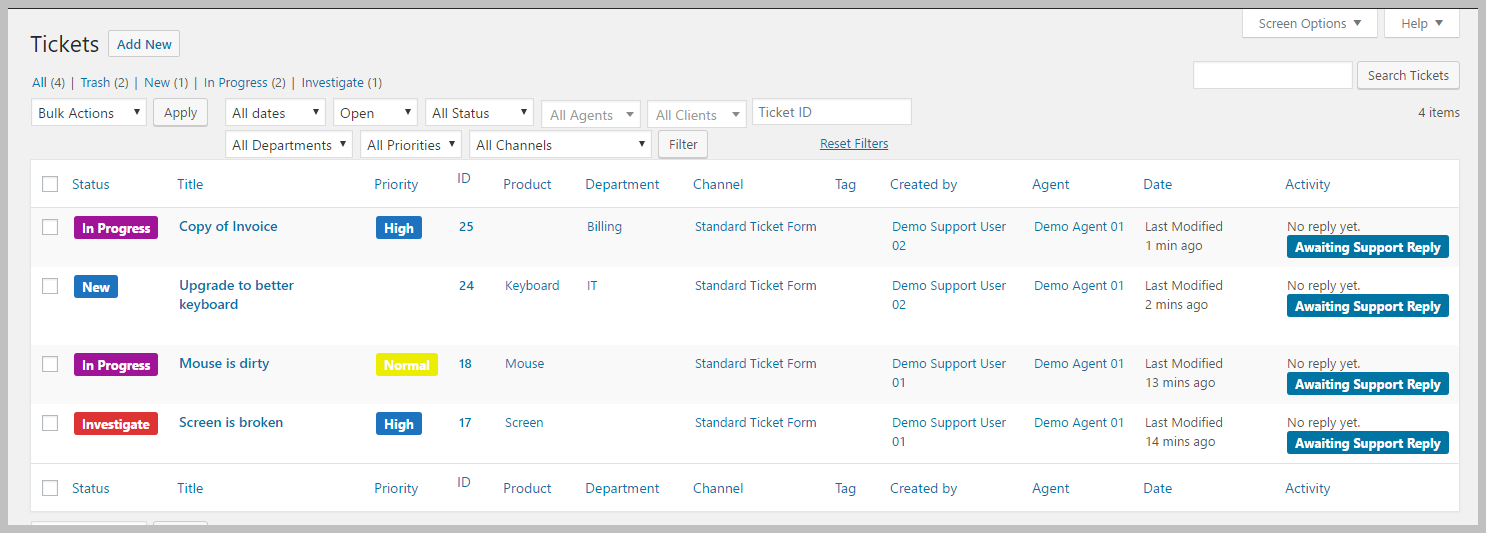 Screen Options ▼ Help ▼
Tickets Add New
All (4) | Trash (2) | New (1) | In Progress (2) | Investigate (1)
Search Tickets
Bulk Actions Apply All dates Open All Status All Agents All Clients Ticket ID 4 items
All Departments All Priorities All Channels Filter Reset Filters
Status Title Priority ID Product Department Channel Tag Created by Agent Date Activity
In Progress Copy of Invoice High 25 Billing Standard Ticket Form Demo Support User Demo Agent 01 Last Modified No reply yet.
02 1 min ago Awaiting Support Reply
New Upgrade to better 24 Keyboard IT Standard Ticket Form Demo Support User Demo Agent 01 Last Modified No reply yet.
keyboard 02 2 mins ago Awaiting Support Reply
In Progress Mouse is dirty Normal 18 Mouse Standard Ticket Form Demo Support User Demo Agent 01 Last Modified No reply yet.
01 13 mins ago Awaiting Support Reply
Investigate Screen is broken High 17 Screen Standard Ticket Form Demo Support User Demo Agent 01 Last Modified No reply yet.
01 14 mins ago Awaiting Support Reply
Status Title Priority ID Product Department Channel Tag Created by Agent Date Activity